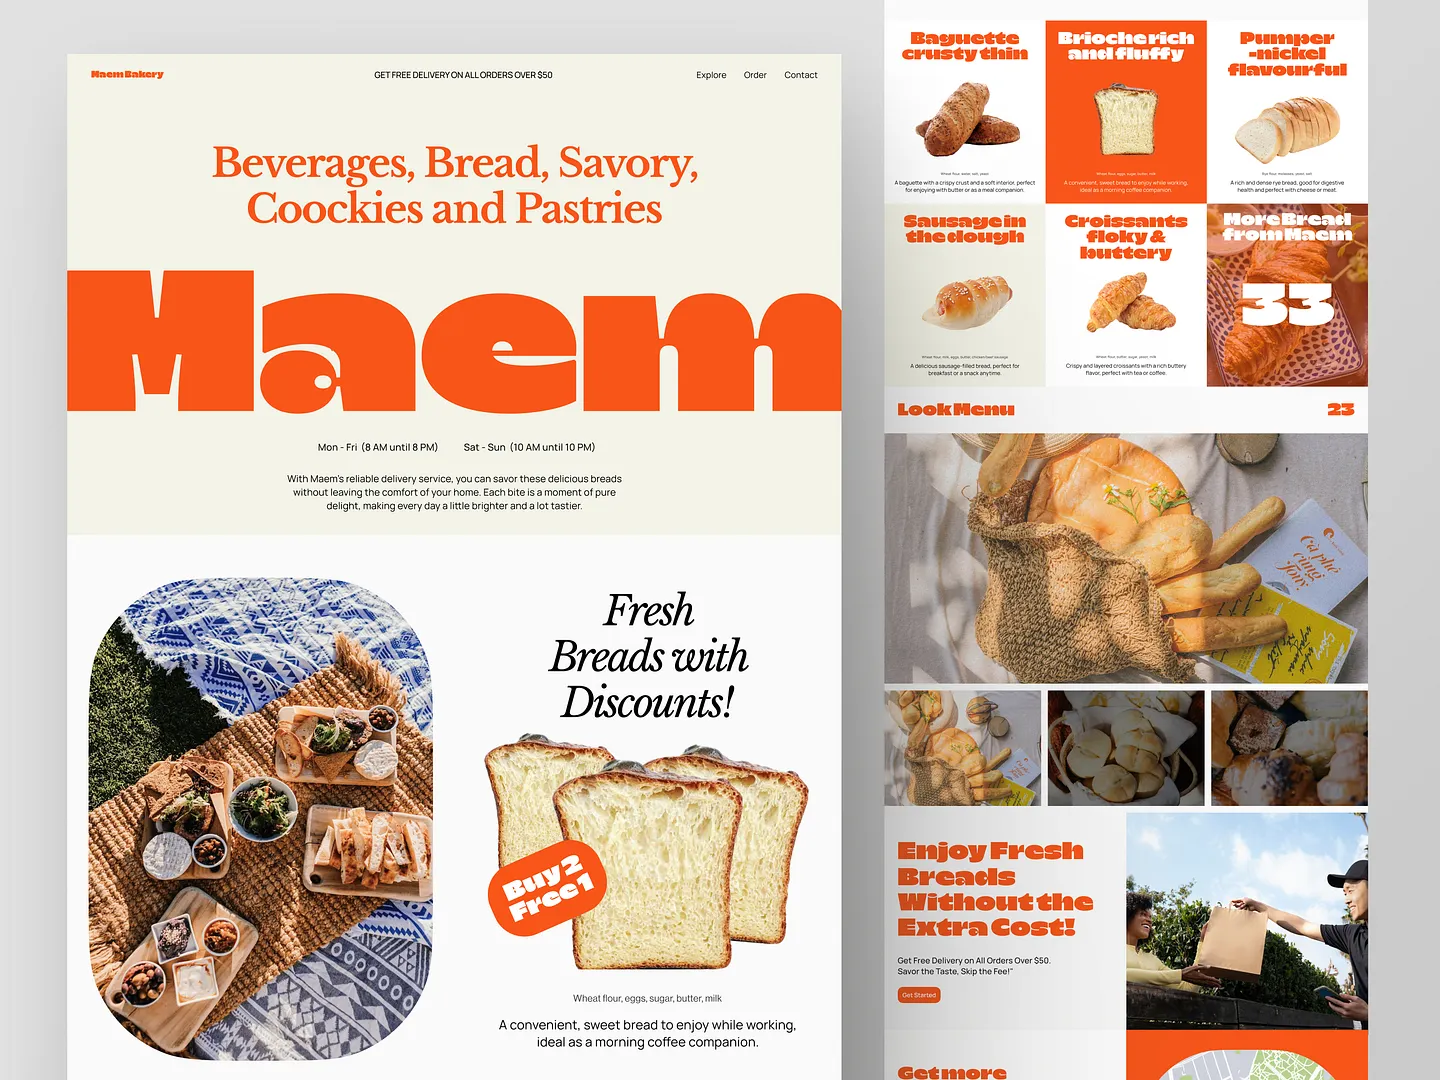 Maem Bakery
GET FREE DELIVERY ON ALL ORDERS OVER $50
Explore Order Contact
Beverages, Bread, Savory,
Coockies and Pastries
Maem
Mon - Fri (8 AM until 8 PM) Sat - Sun (10 AM until 10 PM)
With Maem's reliable delivery service, you can savor these delicious breads
without leaving the comfort of your home. Each bite is a moment of pure
delight, making every day a little brighter and a lot tastier.
Fresh
Breads with
Discounts!
Buy 2
Free 1
Wheat flour, eggs, sugar, butter, milk
A convenient, sweet bread to enjoy while working,
ideal as a morning coffee companion.
Baguette
crusty thin
Wheat flour, water, salt, yeast
A baguette with a crispy crust and a soft interior, perfect
for enjoying with butter or as a meal companion.
Brioche rich
and fluffy
Wheat flour, eggs, sugar, butter, milk
A convenient, sweet bread to enjoy while working,
ideal as a morning coffee companion.
Pumper
-nickel
flavourful
Rye flour, molasses, yeast, salt
A rich and dense rye bread, good for digestive
health and perfect with cheese or meat.
Sausage in
the dough
Wheat flour, milk, eggs, butter, chicken/beef sausage
A delicious sausage-filled bread, perfect for
breakfast or a snack anytime.
Croissants
floky &
buttery
Wheat flour, butter, sugar, yeast, milk
Crispy and layered croissants with a rich buttery
flavor, perfect with tea or coffee.
More Bread
from Maem
33
Look Menu
23
Cà phê
cùng
Enjoy Fresh
Breads
Without the
Extra Cost!
Get Free Delivery on All Orders Over $50.
Savor the Taste, Skip the Fee!"
Get Started
Get more